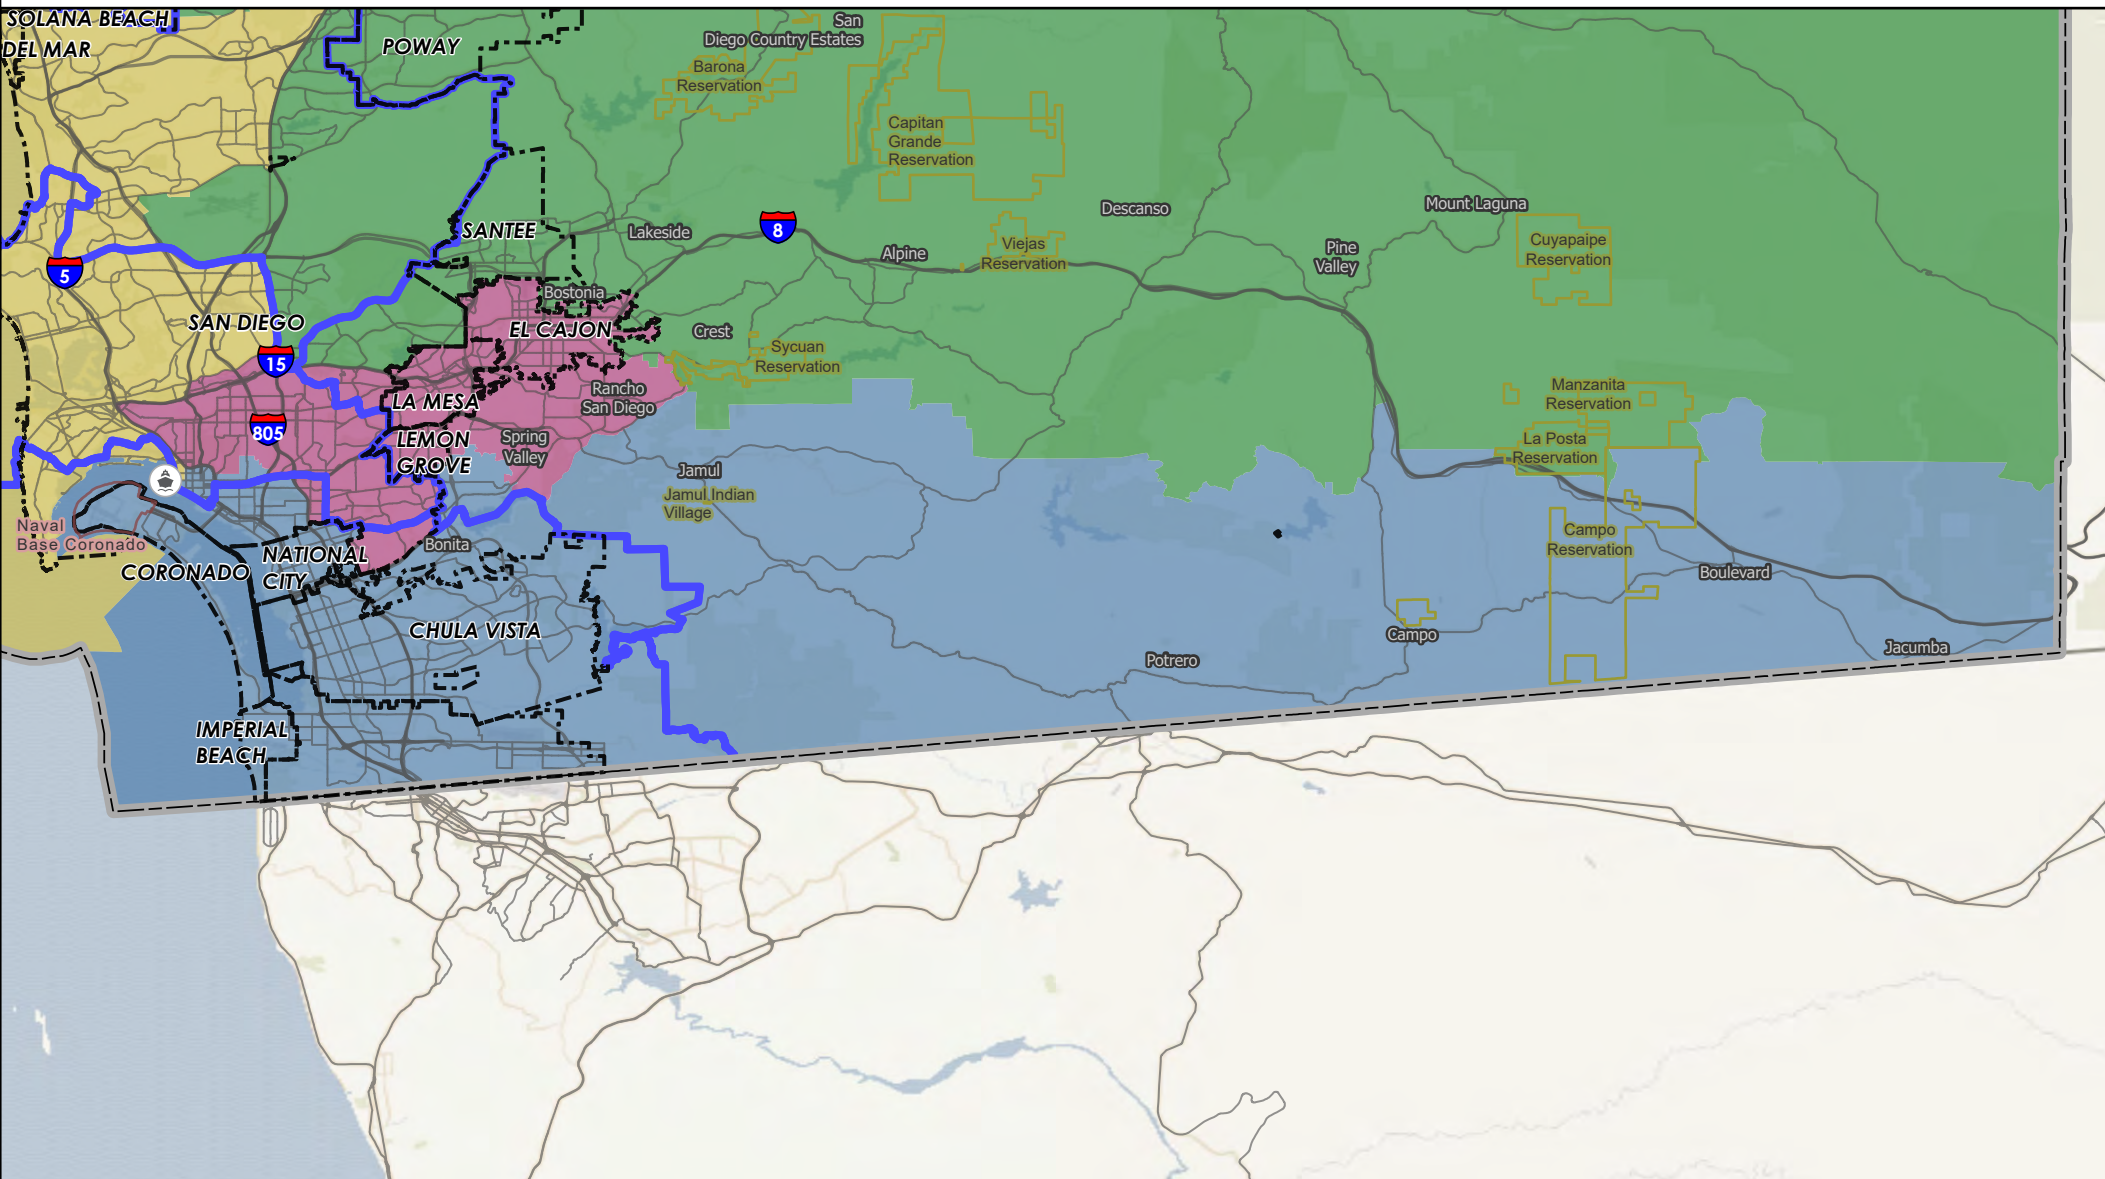 SOLANA BEACH
DEL MAR
POWAY
San
Diego Country Estates
Barona
Reservation
Capitan
Grande
Reservation
Descanso
Mount Laguna
SANTEE
Lakeside
8
Alpine
Viejas
Reservation
Pine
Valley
Cuyapaipe
Reservation
5
Bostonia
SAN DIEGO
EL CAJON
Crest
15
Sycuan
Reservation
Rancho
San Diego
Manzanita
Reservation
LA MESA
805
LEMON
GROVE
Spring
Valley
La Posta
Reservation
Jamul
Jamul Indian
Village
Naval
Base Coronado
Bonita
NATIONAL
CITY
CORONADO
Campo
Reservation
Boulevard
CHULA VISTA
Campo
Potrero
Jacumba
IMPERIAL
BEACH